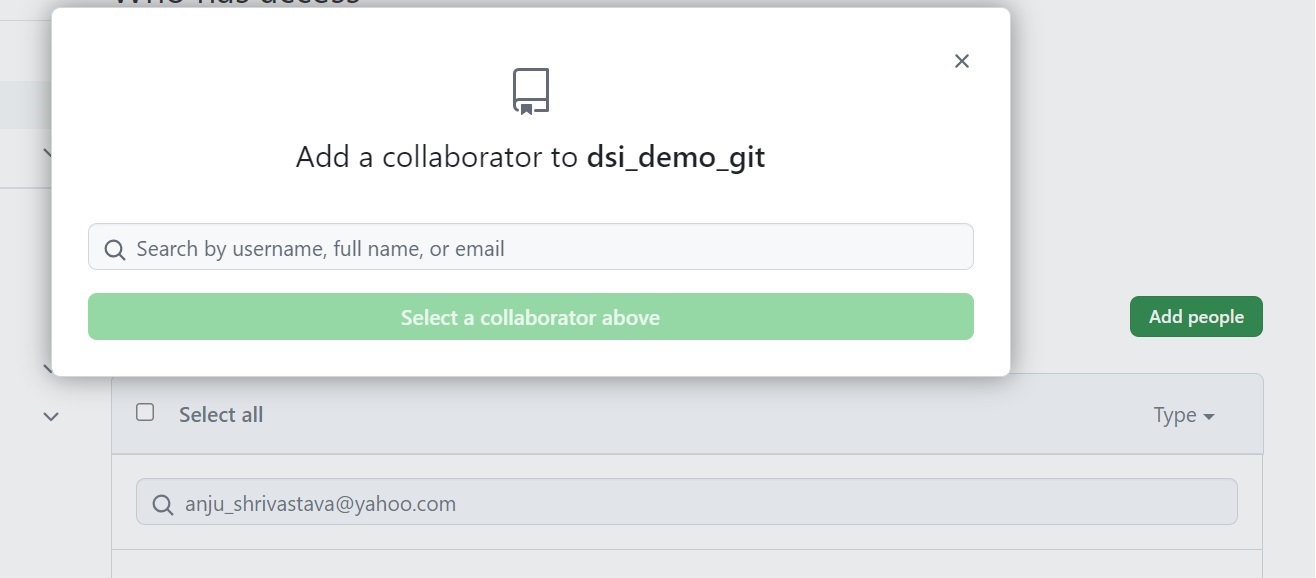 Who has access
Add a collaborator to dsi_demo_git
Search by username, full name, or email
Select a collaborator above
Add people
Select all
Type
anju_shrivastava@yahoo.com